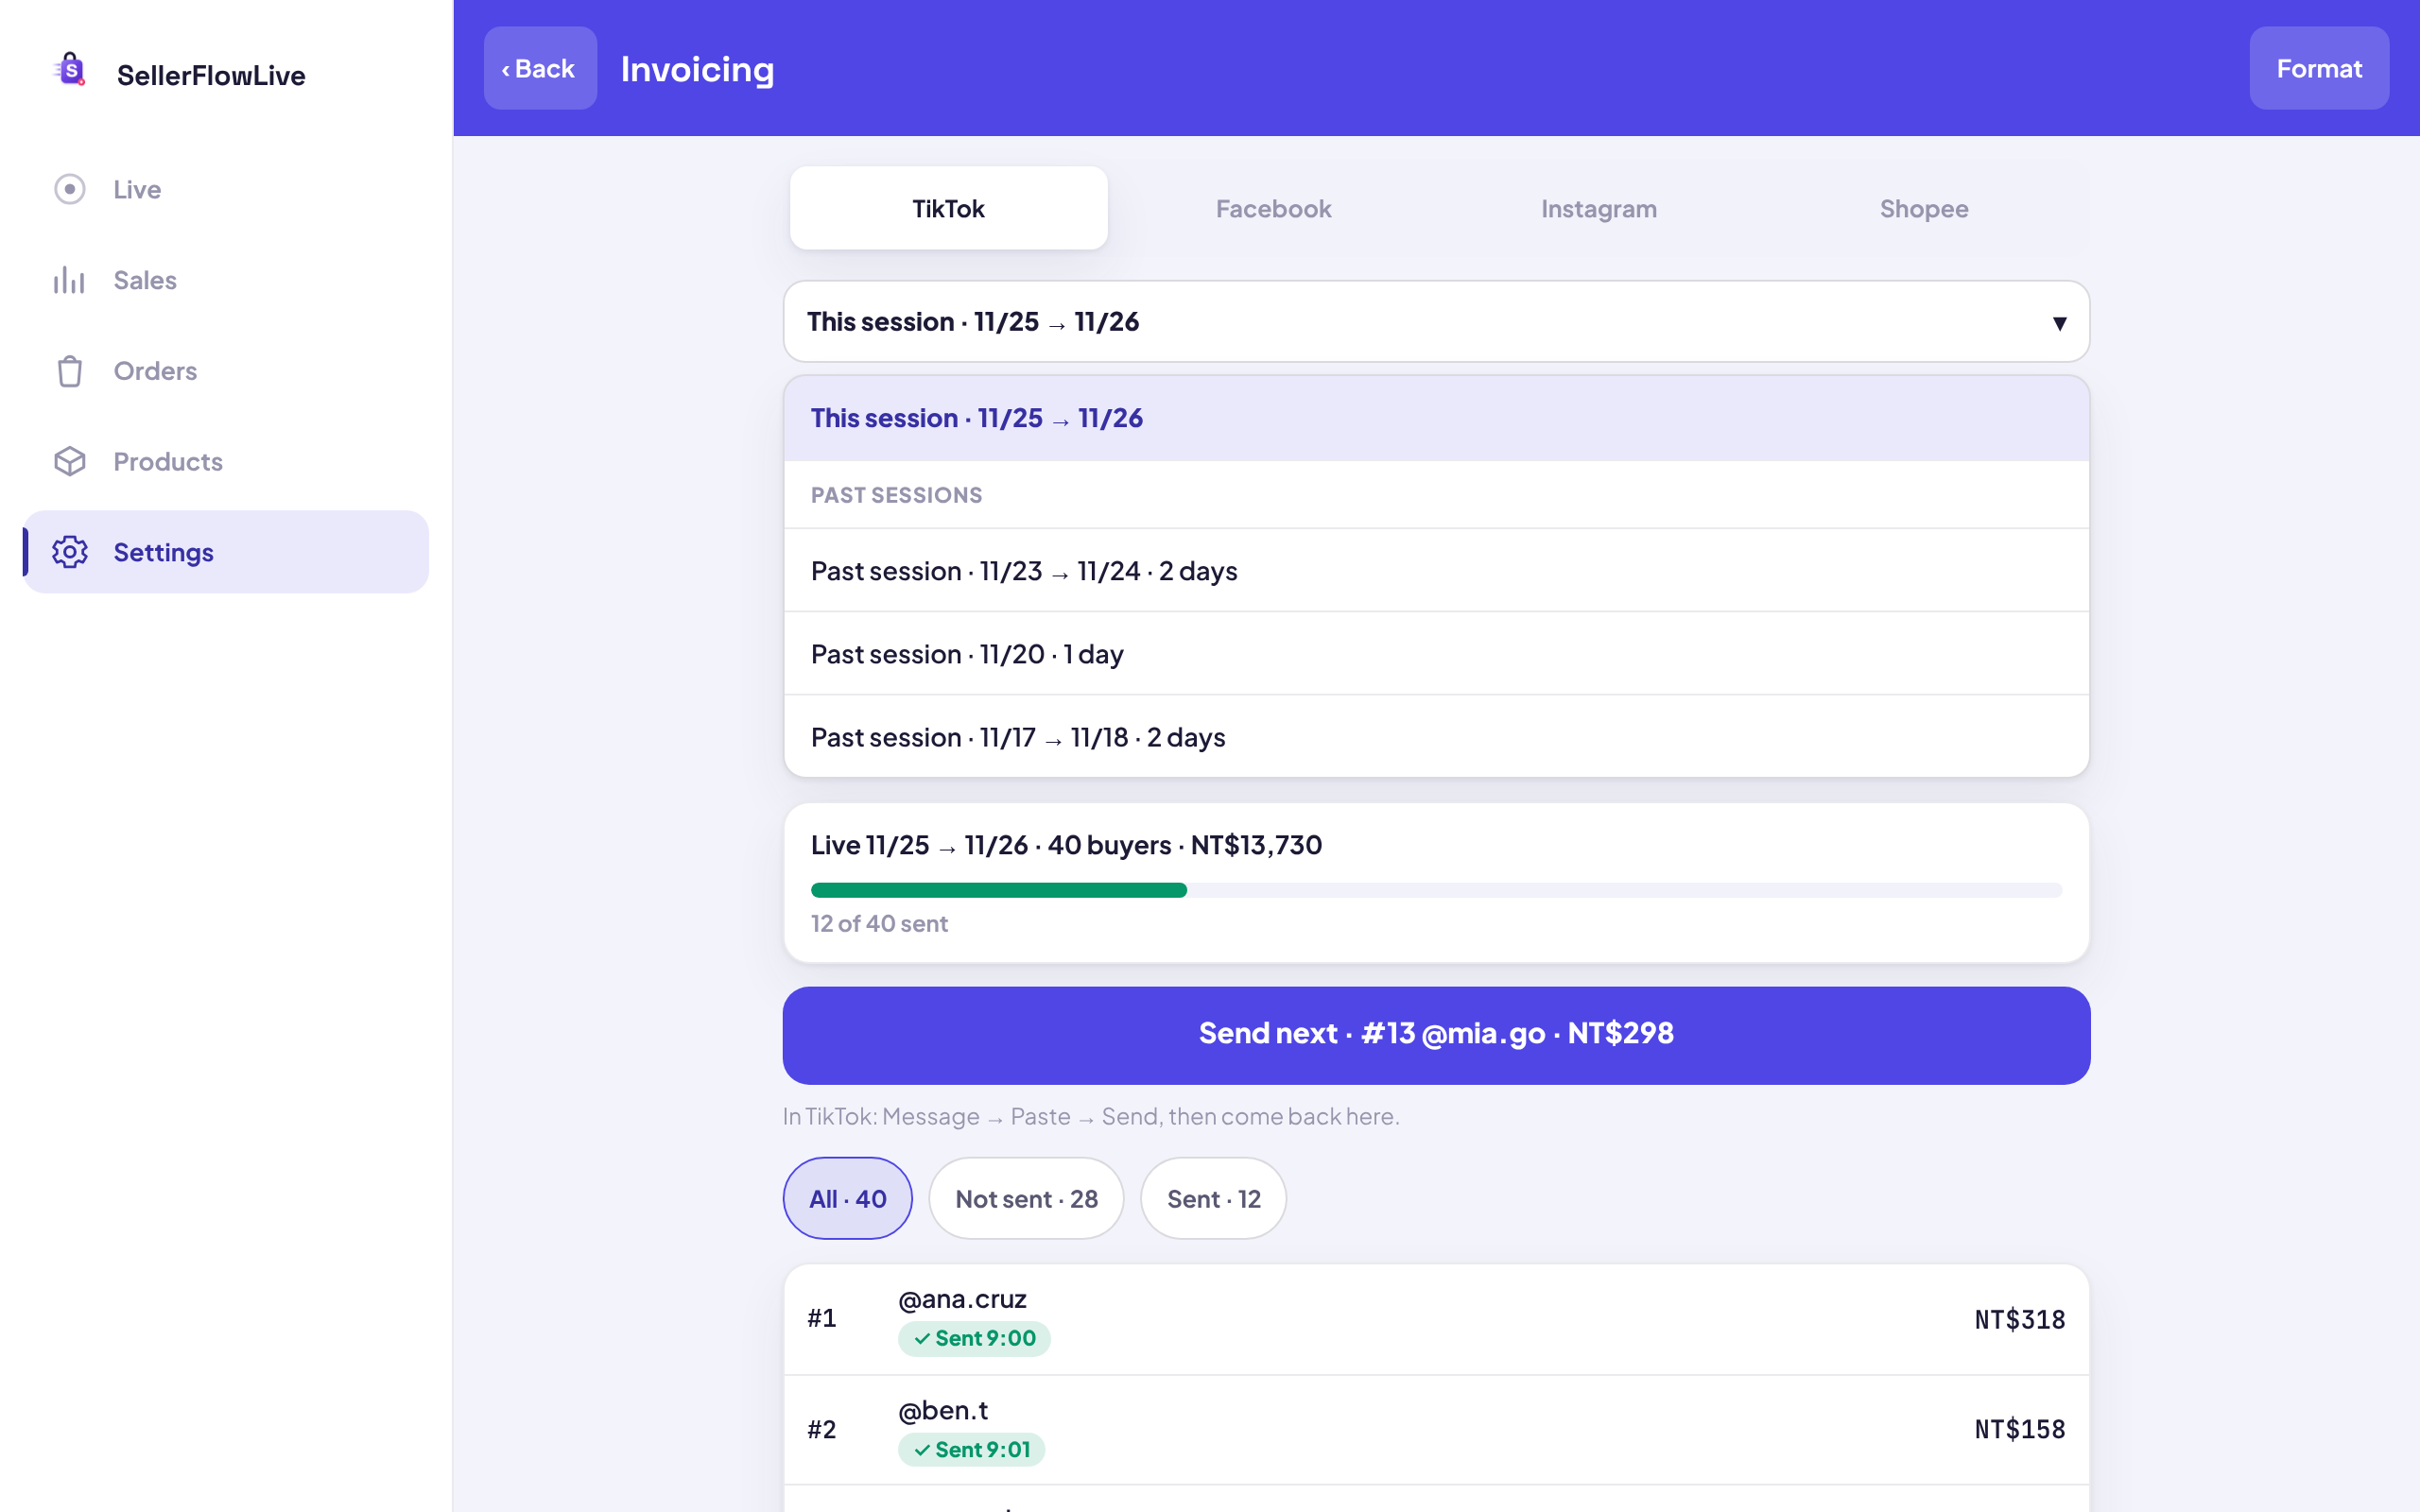 SellerFlowLive
Live
Sales
Orders
Products
Settings
‹ Back
Invoicing
Format
TikTok
Facebook
Instagram
Shopee
This session · 11/25 → 11/26
▼
This session · 11/25 → 11/26
PAST SESSIONS
Past session · 11/23 → 11/24 · 2 days
Past session · 11/20 · 1 day
Past session · 11/17 → 11/18 · 2 days
Live 11/25 → 11/26 · 40 buyers · NT$13,730
12 of 40 sent
Send next · #13 @mia.go · NT$298
In TikTok: Message → Paste → Send, then come back here.
All · 40
Not sent · 28
Sent · 12
#1
@ana.cruz
✓ Sent 9:00
NT$318
#2
@ben.t
✓ Sent 9:01
NT$158